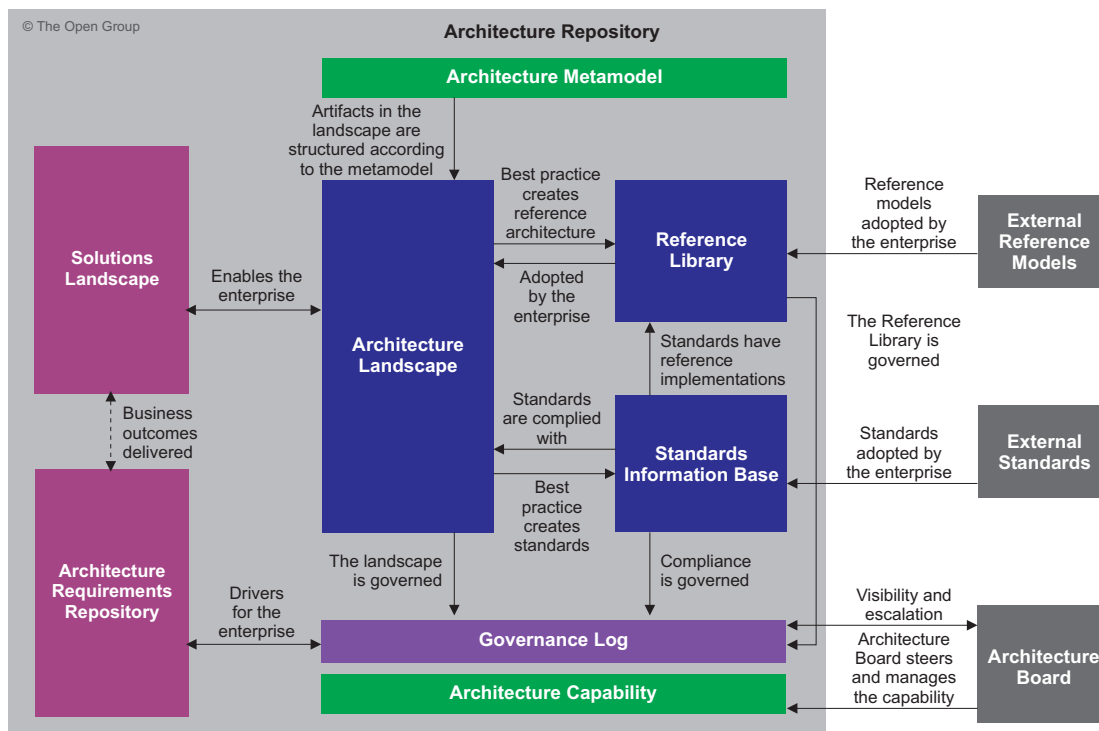 © The Open Group
Architecture Repository
Architecture Metamodel
Artifacts in the
landscape are
structured according
to the metamodel
Solutions
Landscape
Enables the
enterprise
Business
outcomes
delivered
Architecture
Requirements
Repository
Drivers
for the
enterprise
Architecture
Landscape
Best practice
creates
reference
architecture
Adopted
by the
enterprise
Reference
Library
Standards have
reference
implementations
Standards
are complied
with
Best
practice
creates
standards
Standards
Information Base
The landscape
is governed
Compliance
is governed
Governance Log
Architecture Capability
Reference
models
adopted by
the enterprise
External
Reference
Models
The Reference
Library is
governed
Standards
adopted by
the enterprise
External
Standards
Visibility and
escalation
Architecture
Board steers
and manages
the capability
Architecture
Board